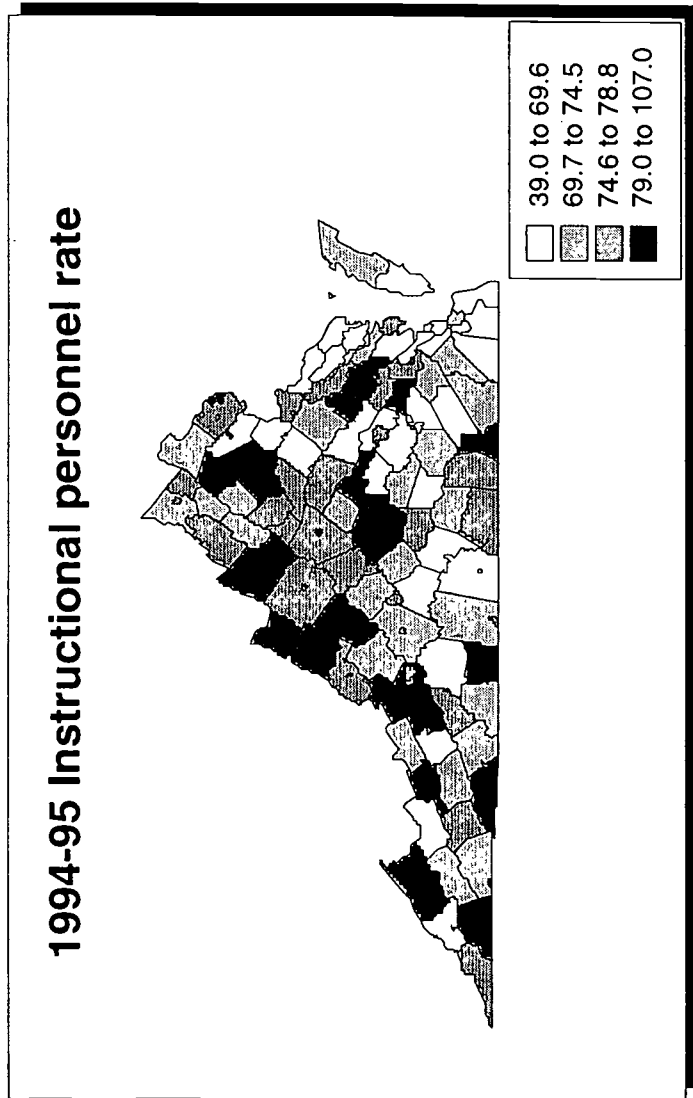 1994-95 Instructional personnel rate
39.0 to 69.6
69.7 to 74.5
74.6 to 78.8
79.0 to 107.0